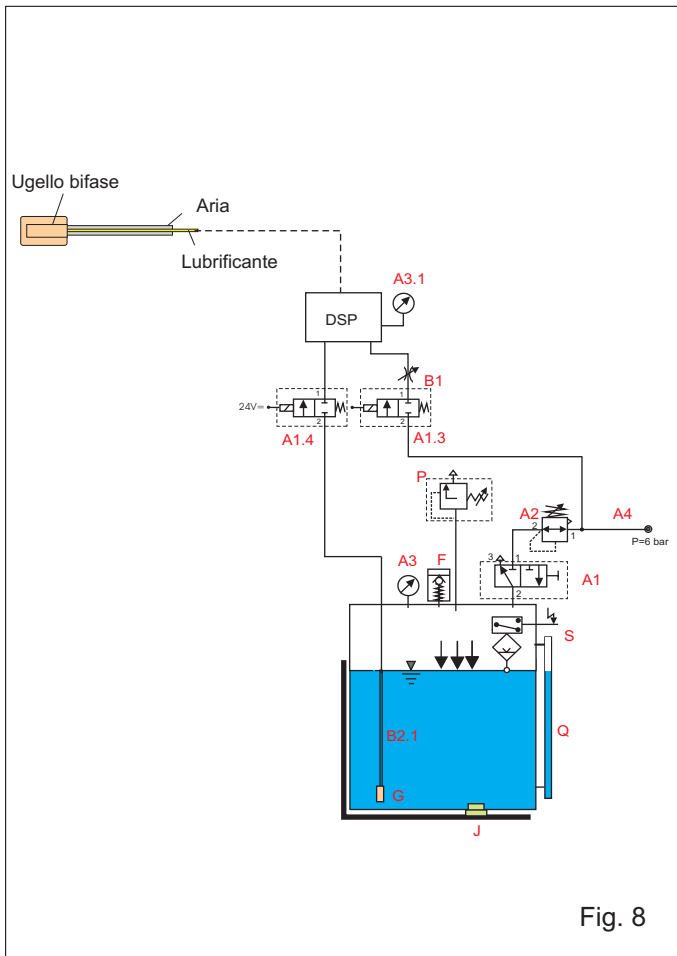 Ugello bifase
Aria
Lubrificante
A3.1
DSP
B1
1
1
24V=
2
2
A1.4
A1.3
P
A2
A4
2
1
P=6 bar
A3
F
3
1
A1
2
S
B2.1
Q
G
J
Fig. 8